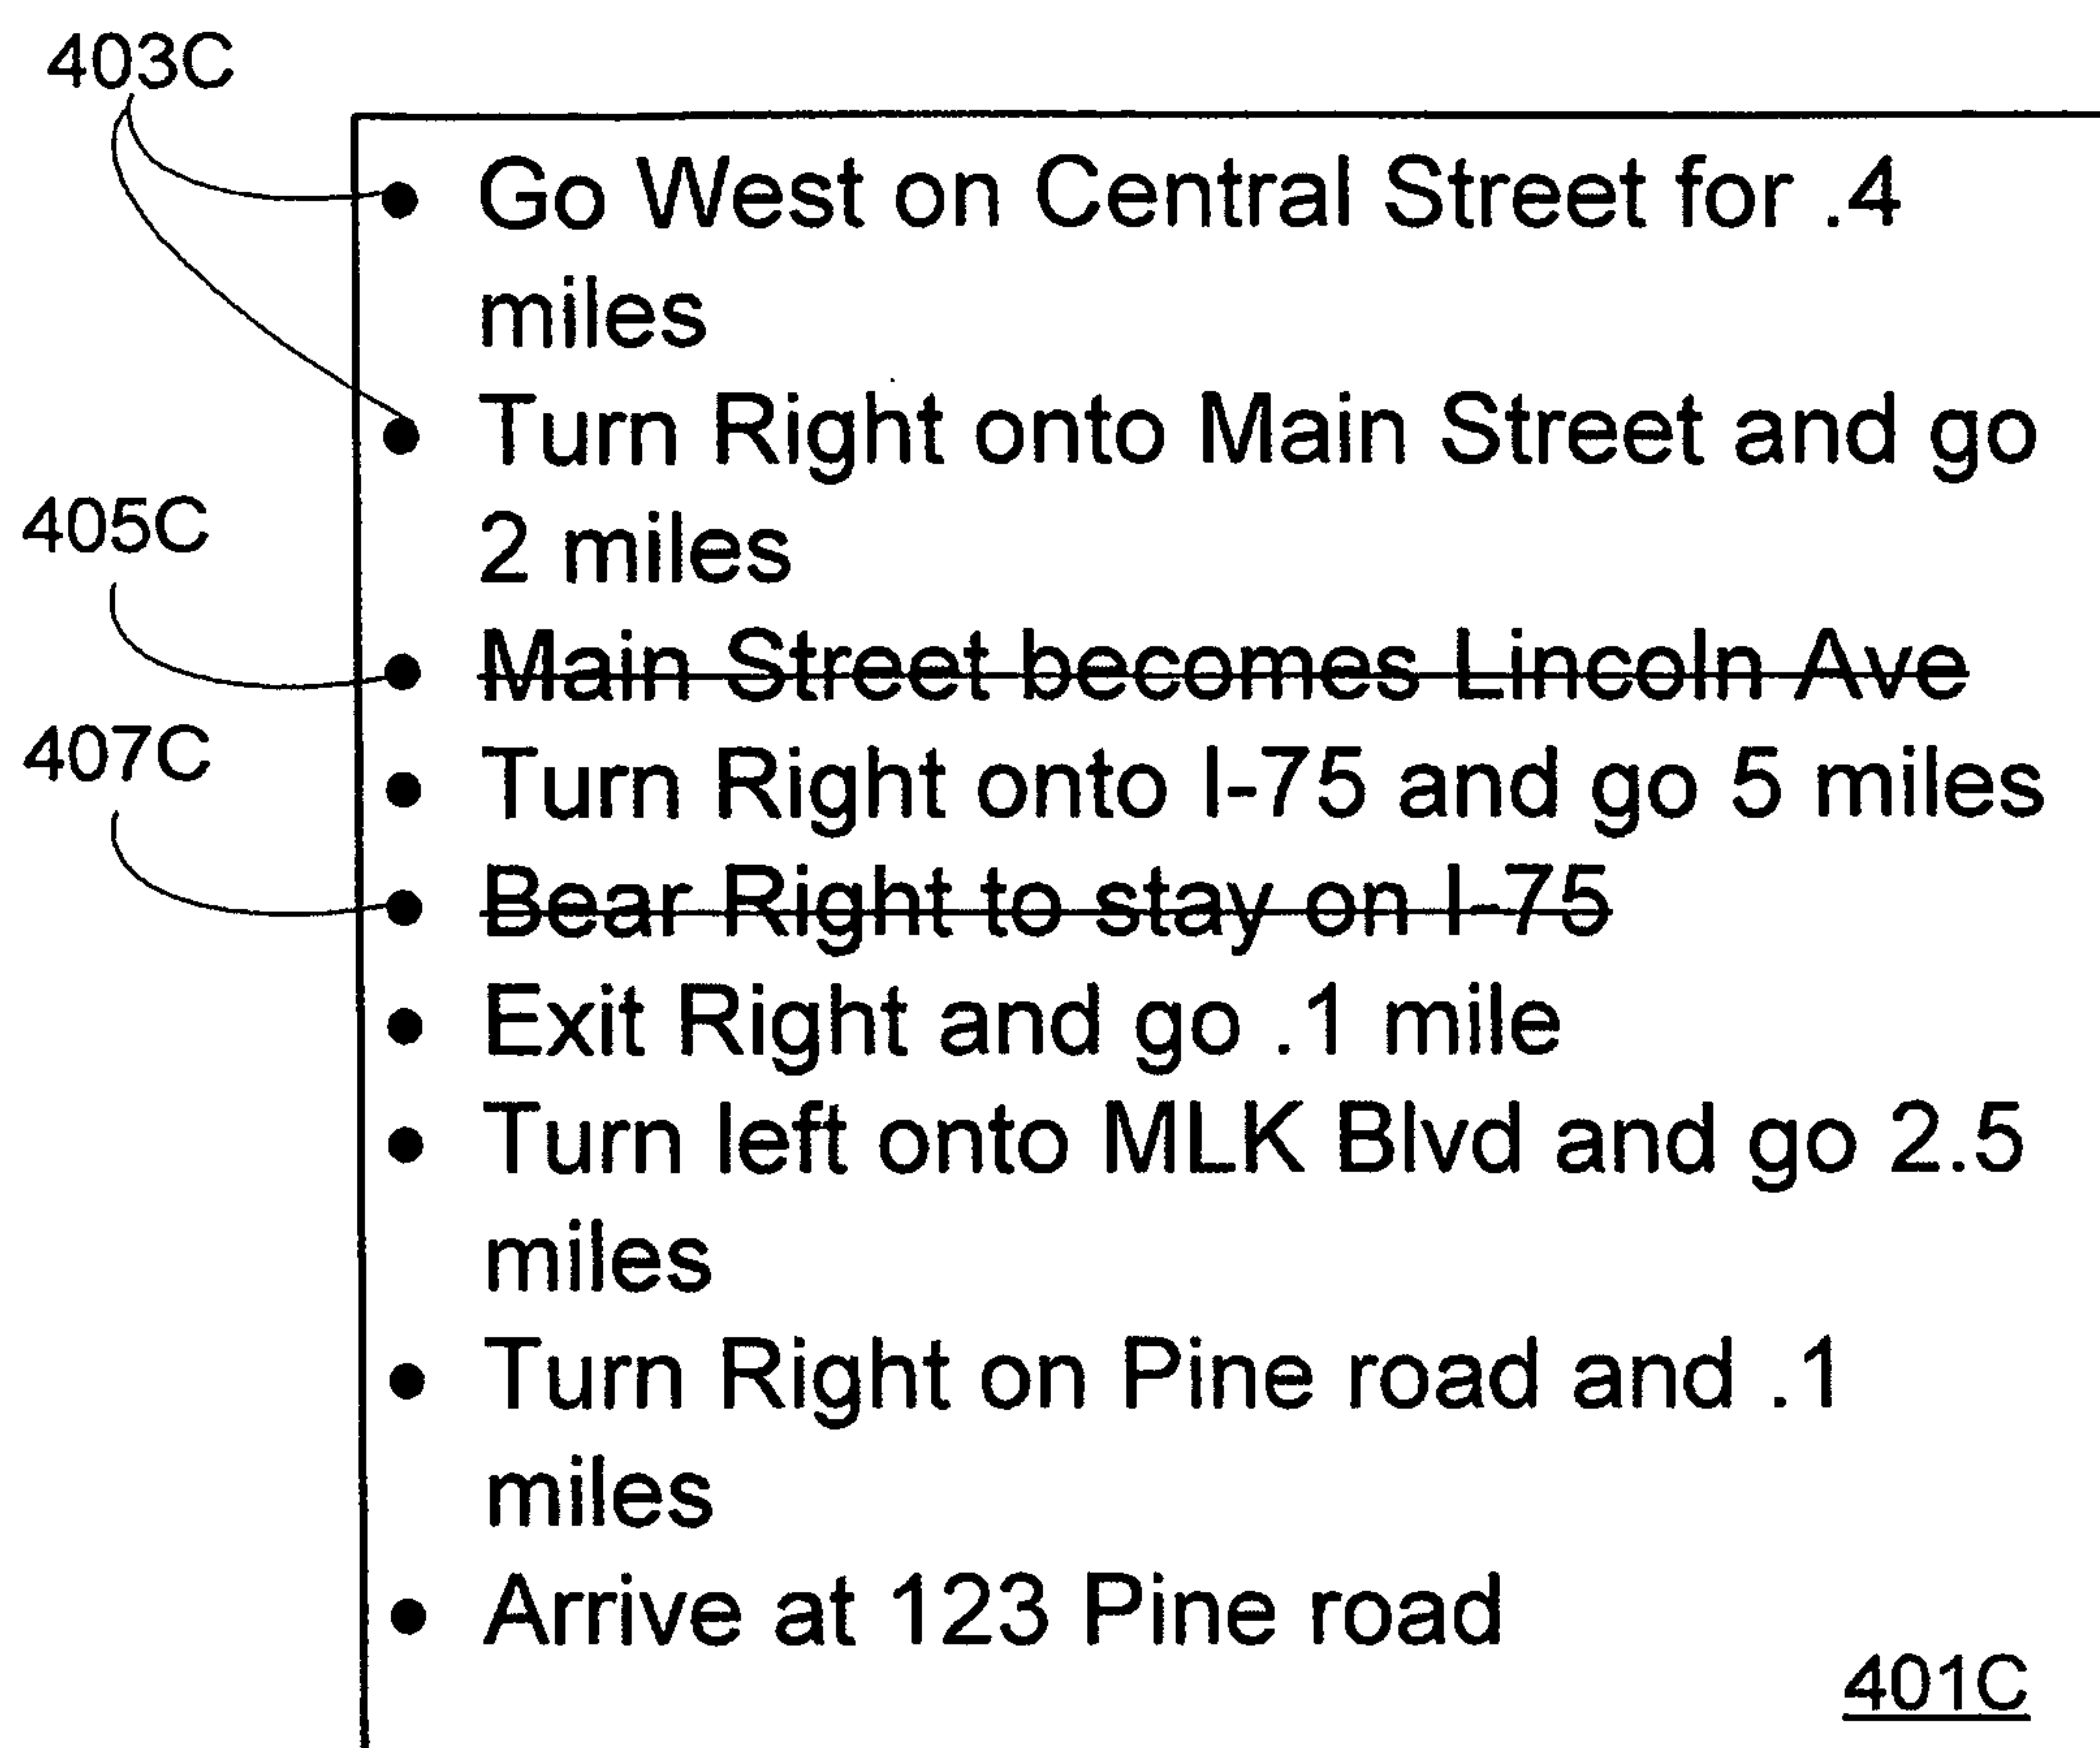 403C
• Go West on Central Street for .4
miles
• Turn Right onto Main Street and go
2 miles
405C
• Main Street becomes Lincoln Ave
407C
• Turn Right onto I-75 and go 5 miles
• Bear Right to stay on I-75
• Exit Right and go .1 mile
• Turn left onto MLK Blvd and go 2.5
miles
• Turn Right on Pine road and .1
miles
• Arrive at 123 Pine road
401C